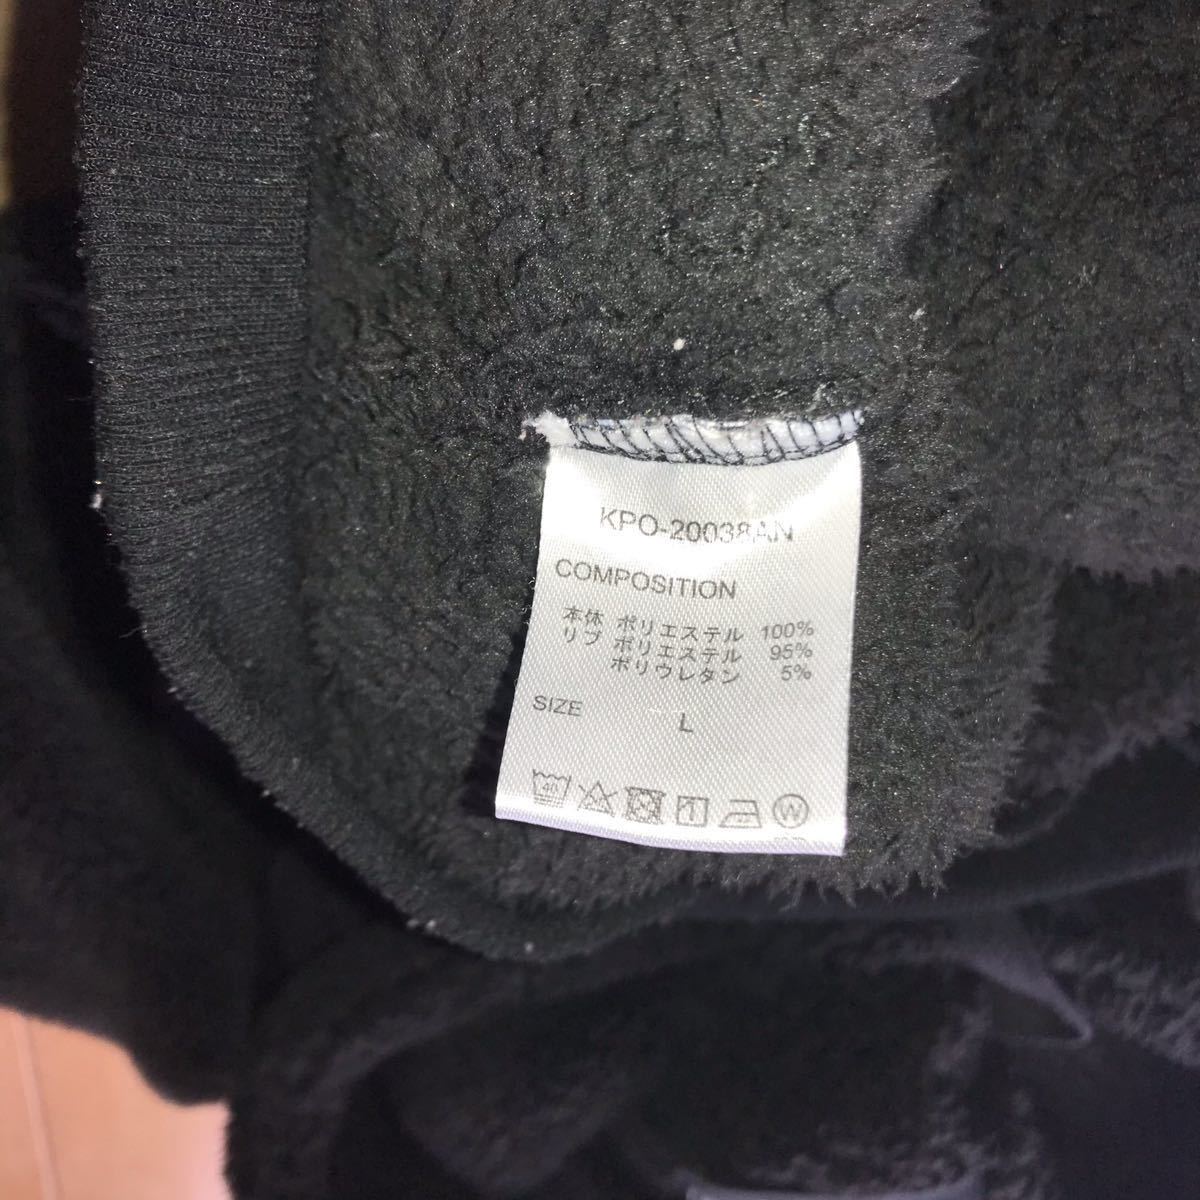 KPO-20038AN
COMPOSITION
本体 ポリエステル 100%
リブ ポリエステル 95%
ポリウレタン 5%
SIZE L
40 W